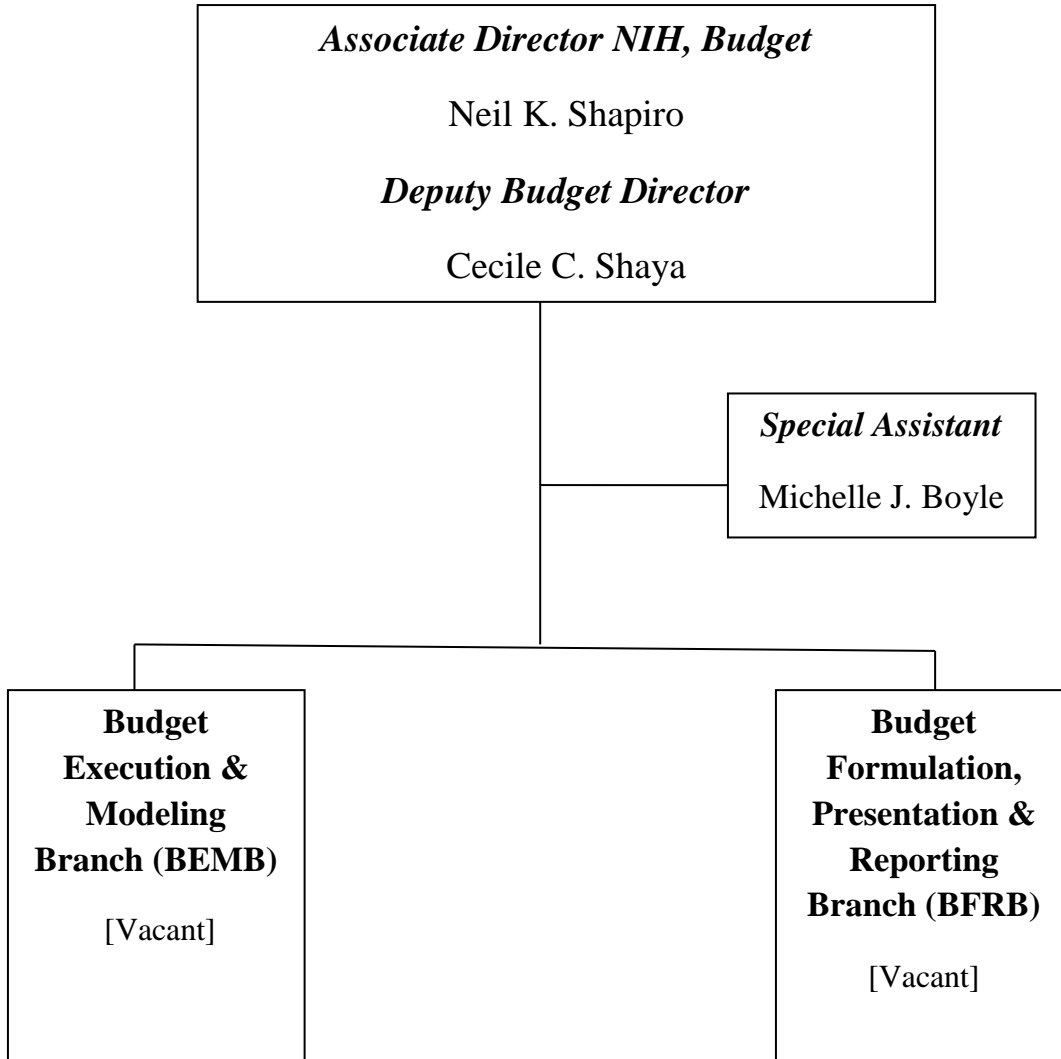 Associate Director NIH, Budget
Neil K. Shapiro
Deputy Budget Director
Cecile C. Shaya
Special Assistant
Michelle J. Boyle
Budget
Execution &
Modeling
Branch (BEMB)
[Vacant]
Budget
Formulation,
Presentation &
Reporting
Branch (BFRB)
[Vacant]